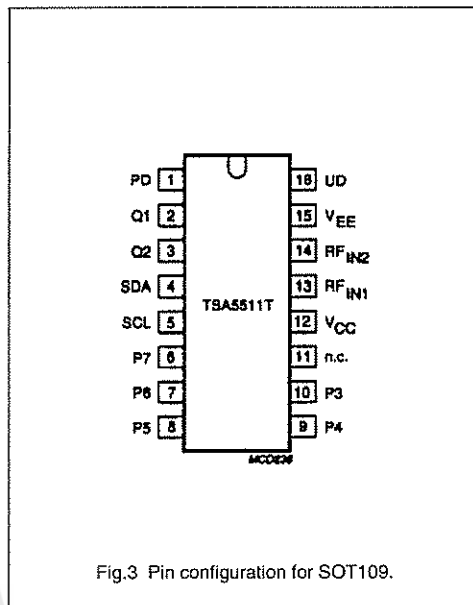 PD 1 16 UD
Q1 2 15 VEE
Q2 3 14 RFIN2
SDA 4 13 RFIN1
SCL 5 12 VCC
P7 6 11 n.c.
P6 7 10 P3
P5 8 9 P4
TSA5511T
Fig.3 Pin configuration for SOT109.